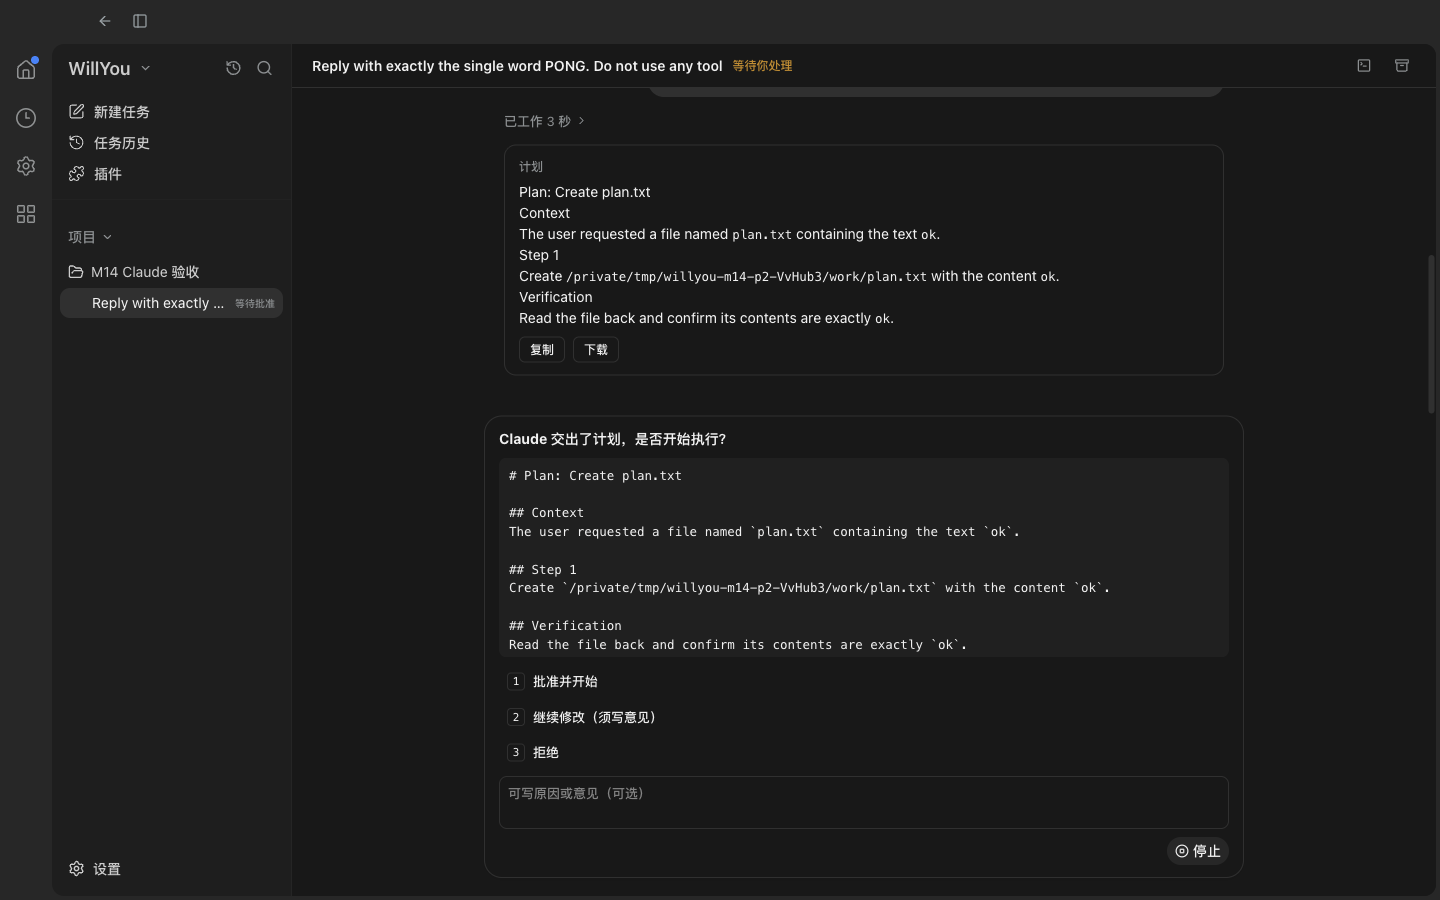 WillYou
新建任务
任务历史
插件
项目
M14 Claude 验收
Reply with exactly ... 等待批准
设置
Reply with exactly the single word PONG. Do not use any tool 等待你处理
已工作 3 秒
计划
Plan: Create plan.txt
Context
The user requested a file named plan.txt containing the text ok.
Step 1
Create /private/tmp/willyou-m14-p2-VvHub3/work/plan.txt with the content ok.
Verification
Read the file back and confirm its contents are exactly ok.
复制 下载
Claude 交出了计划，是否开始执行？
# Plan: Create plan.txt
## Context
The user requested a file named `plan.txt` containing the text `ok`.
## Step 1
Create `/private/tmp/willyou-m14-p2-VvHub3/work/plan.txt` with the content `ok`.
## Verification
Read the file back and confirm its contents are exactly `ok`.
1 批准并开始
2 继续修改（须写意见）
3 拒绝
可写原因或意见（可选）
停止